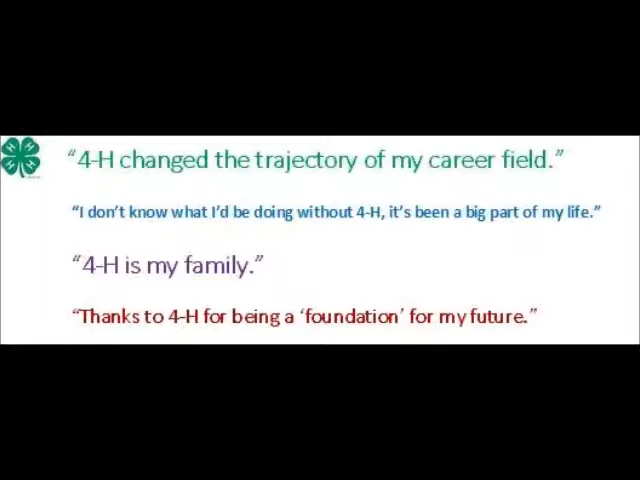 “4-H changed the trajectory of my career field.”
“I don’t know what I’d be doing without 4-H, it’s been a big part of my life.”
“4-H is my family.”
“Thanks to 4-H for being a ‘foundation’ for my future.”